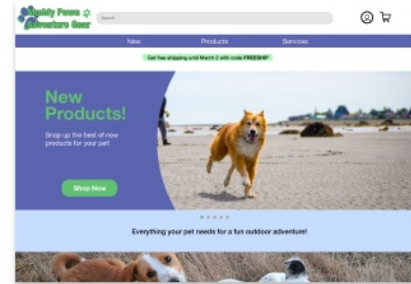 Muddy Paws
Adventure Gear
Search
New Products Services
Get free shipping until March 2 with code FREESHIP
New
Products!
Snap up the best of new
products for your pet!
Shop Now
Everything your pet needs for a fun outdoor adventure!